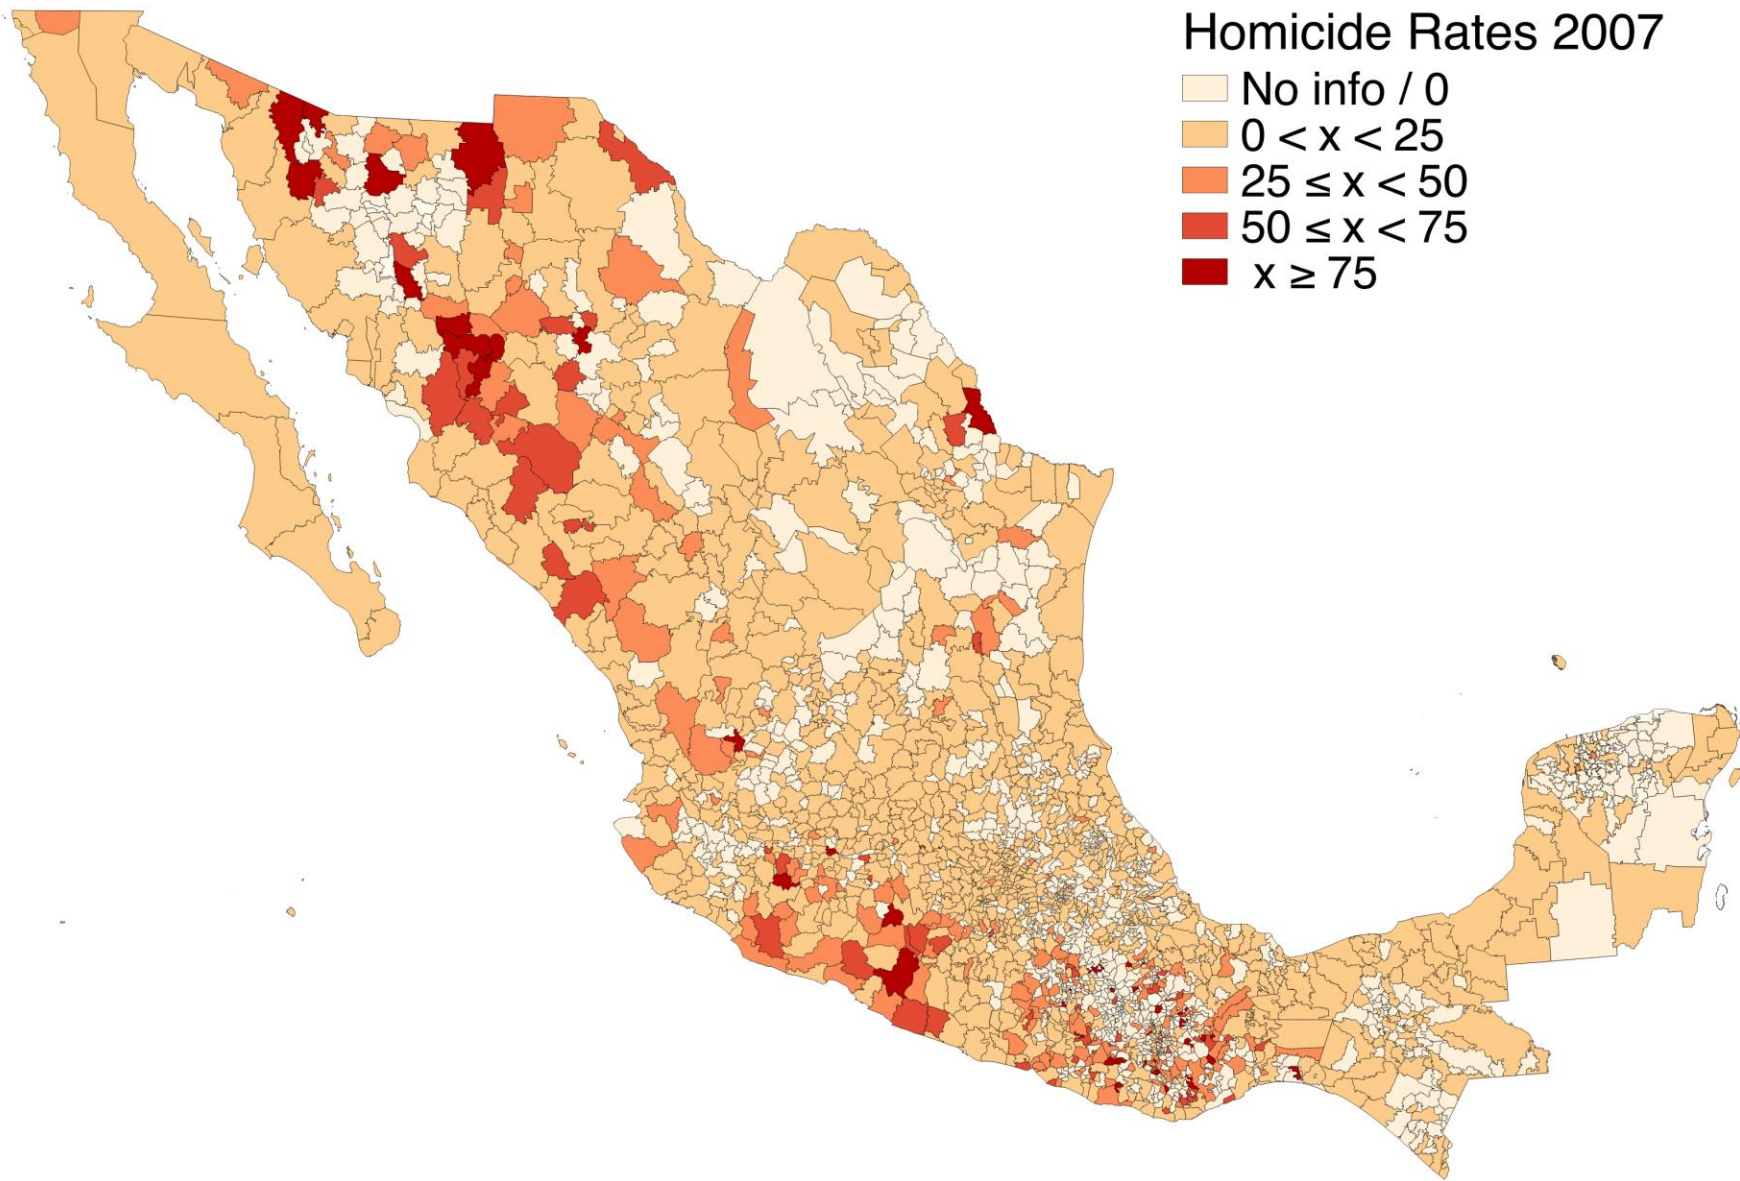 Homicide Rates 2007
No info / 0
0 < x < 25
25 ≤ x < 50
50 ≤ x < 75
x ≥ 75